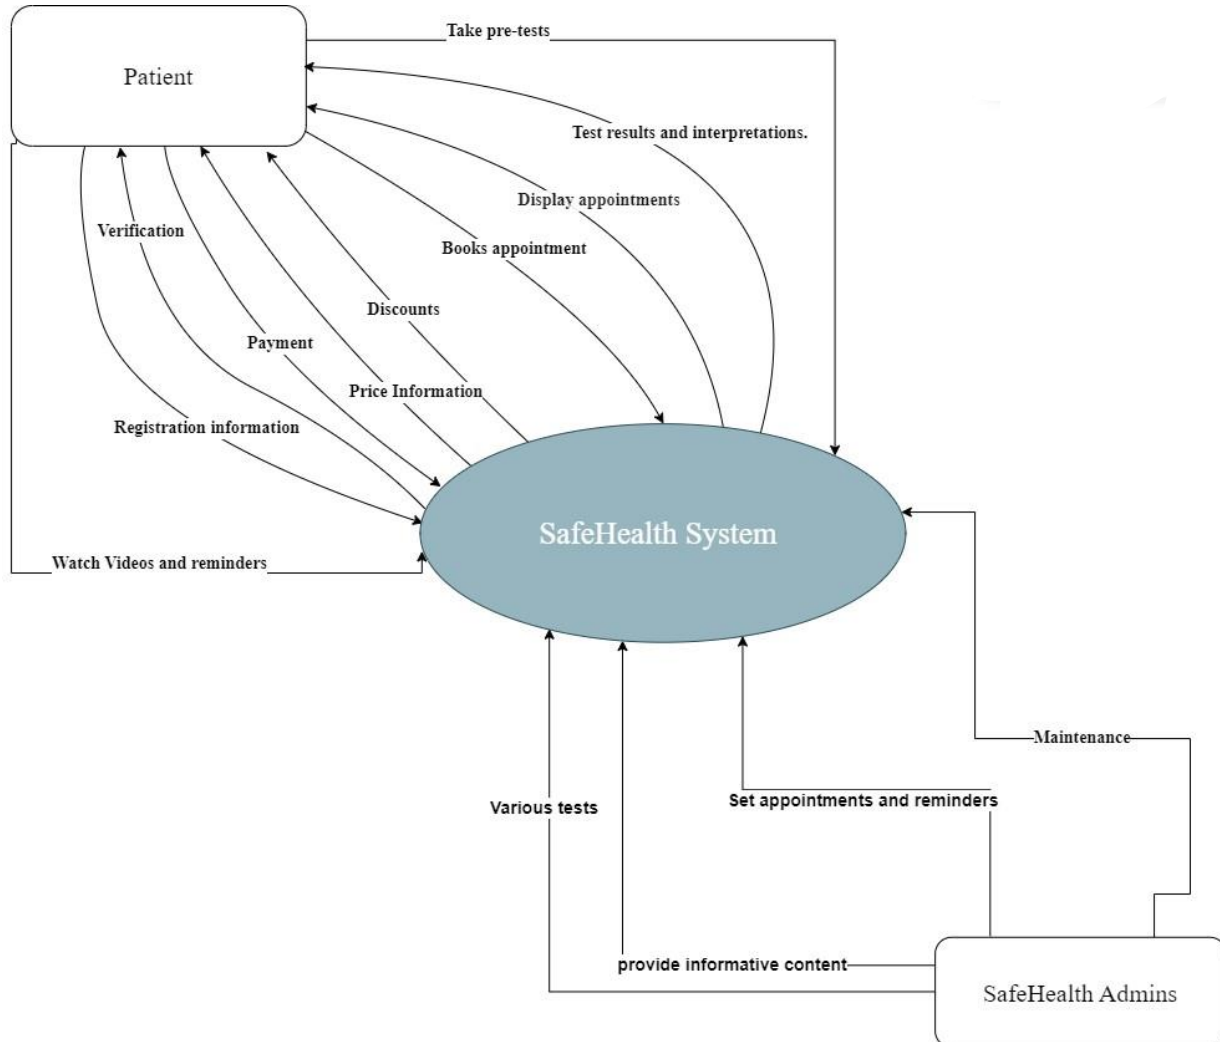 Take pre-tests
Patient
Test results and interpretations.
Display appointments
Verification
Books appointment
Discounts
Payment
Price Information
Registration information
SafeHealth System
Watch Videos and reminders
Maintenance
Set appointments and reminders
Various tests
provide informative content
SafeHealth Admins